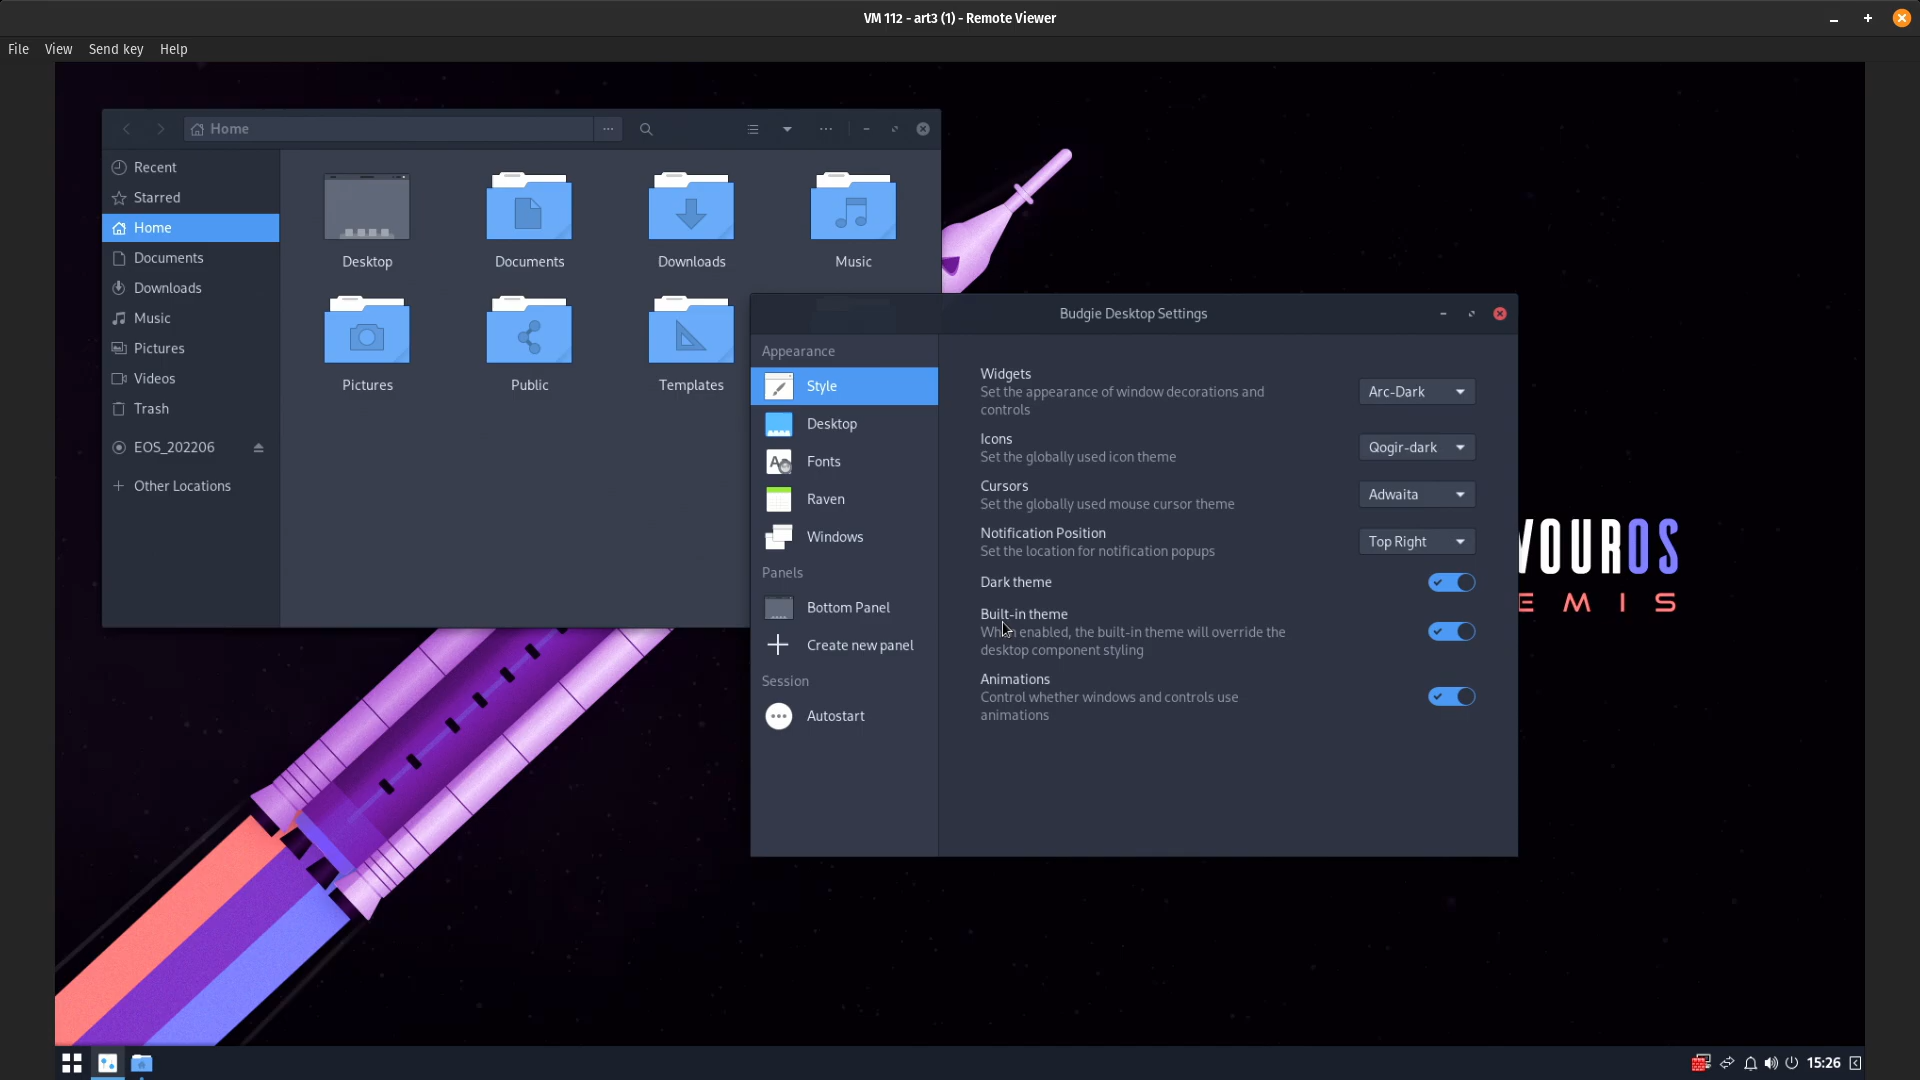 VM 112 - art3 (1) - Remote Viewer
File View Send key Help
Home
Recent
Starred
Home
Documents
Downloads
Music
Pictures
Videos
Trash
EOS_202206
Other Locations
Desktop Documents Downloads Music
Pictures Public Templates
Budgie Desktop Settings
Appearance
Style
Desktop
Fonts
Raven
Windows
Panels
Bottom Panel
Create new panel
Session
Autostart
Widgets
Set the appearance of window decorations and
controls
Arc-Dark
Icons
Set the globally used icon theme
Qogir-dark
Cursors
Set the globally used mouse cursor theme
Adwaita
Notification Position
Set the location for notification popups
Top Right
Dark theme
Built-in theme
When enabled, the built-in theme will override the
desktop component styling
Animations
Control whether windows and controls use
animations
VOUROS
EMIS
15:26